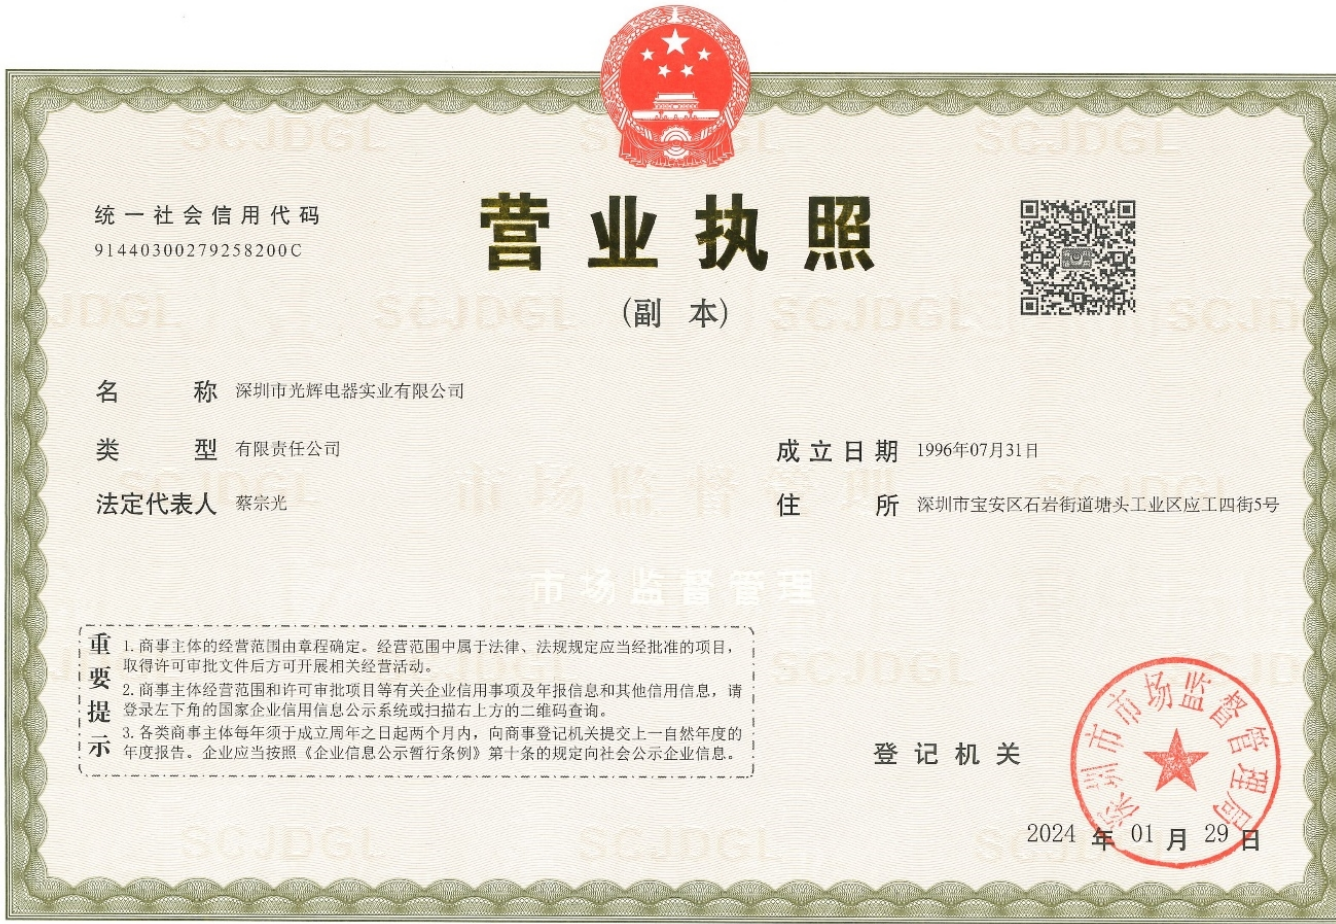 统一社会信用代码
91440300279258200C
营业执照
(副 本)
名 称 深圳市光辉电器实业有限公司
类 型 有限责任公司
成立日期 1996年07月31日
法定代表人 蔡宗光
住 所 深圳市宝安区石岩街道塘头工业区应工四街5号
市场监督管理
市场监督管理
重要提示
1. 商事主体的经营范围由章程确定。经营范围中属于法律、法规规定应当经批准的项目，
取得许可审批文件后方可开展相关经营活动。
2. 商事主体经营范围和许可审批项目等有关企业信用事项及年报信息和其他信用信息，请
登录左下角的国家企业信用信息公示系统或扫描右上方的二维码查询。
3. 各类商事主体每年须于成立周年之日起两个月内，向商事登记机关提交上一自然年度的
年度报告。企业应当按照《企业信息公示暂行条例》第十条的规定向社会公示企业信息。
登记机关
深圳市市场监督管理局
2024 年 01 月 29 日
SCJDGL